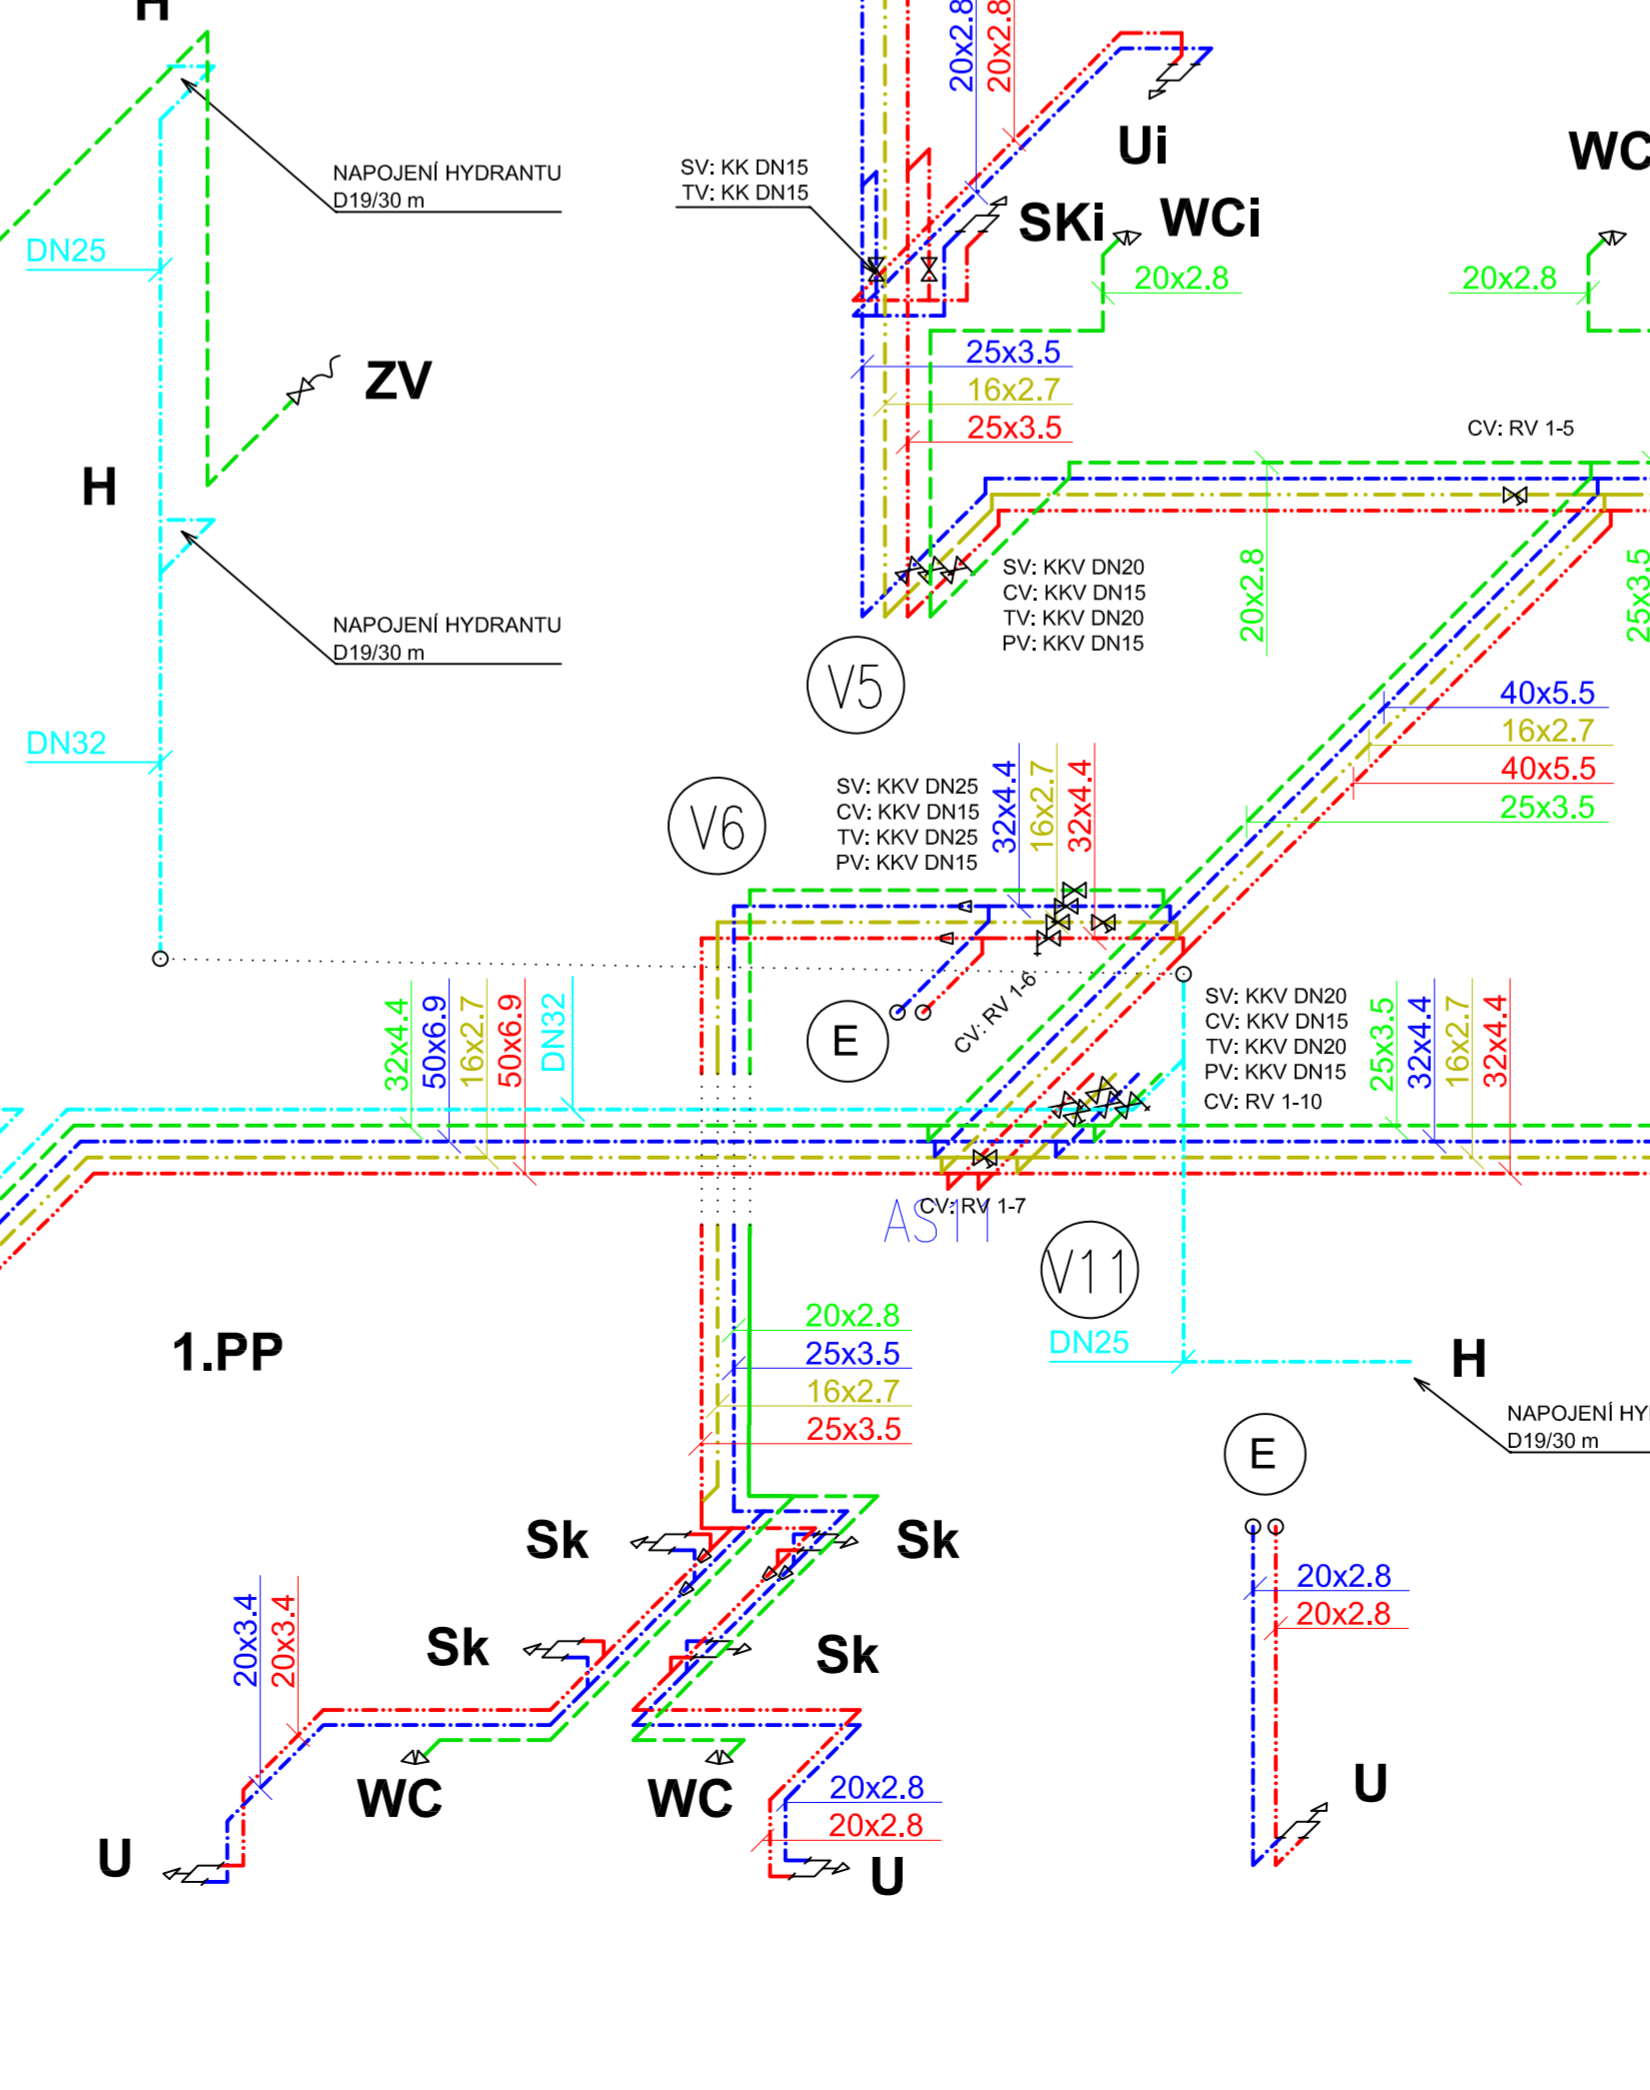 H
20x2.8
20x2.8
Ui
WC
NAPOJENÍ HYDRANTU
D19/30 m
SV: KK DN15
TV: KK DN15
SKi
WCi
DN25
20x2.8
20x2.8
25x3.5
16x2.7
25x3.5
ZV
CV: RV 1-5
H
20x2.8
25x3.5
SV: KKV DN20
CV: KKV DN15
TV: KKV DN20
PV: KKV DN15
NAPOJENÍ HYDRANTU
D19/30 m
V5
40x5.5
16x2.7
40x5.5
25x3.5
DN32
V6
SV: KKV DN25
CV: KKV DN15
TV: KKV DN25
PV: KKV DN15
32x4.4
16x2.7
32x4.4
E
CV: RV 1-6
32x4.4
50x6.9
16x2.7
50x6.9
DN32
SV: KKV DN20
CV: KKV DN15
TV: KKV DN20
PV: KKV DN15
CV: RV 1-10
25x3.5
32x4.4
16x2.7
32x4.4
CV: RV 1-7
AS11
V11
1.PP
20x2.8
25x3.5
16x2.7
25x3.5
DN25
H
NAPOJENÍ HY
D19/30 m
E
Sk
Sk
20x2.8
20x2.8
20x3.4
20x3.4
Sk
Sk
WC
WC
20x2.8
20x2.8
U
U
U